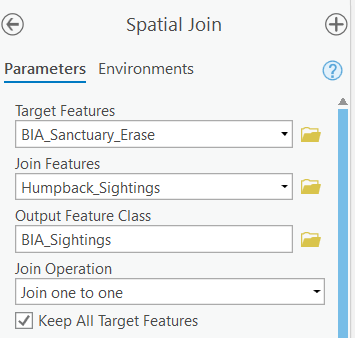 Spatial Join
Parameters Environments
Target Features
BIA_Sanctuary_Erase
Join Features
Humpback_Sightings
Output Feature Class
BIA_Sightings
Join Operation
Join one to one
Keep All Target Features